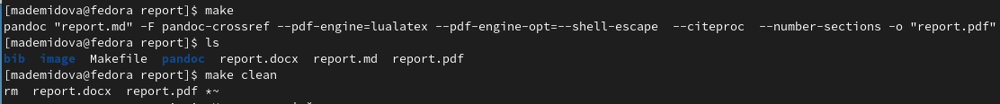 [mademidova@fedora report]$ make
pandoc "report.md" -F pandoc-crossref --pdf-engine=lualatex --pdf-engine-opt=--shell-escape  --citeproc  --number-sections -o "report.pdf"
[mademidova@fedora report]$ ls
bib  image  Makefile  pandoc  report.docx  report.md  report.pdf
[mademidova@fedora report]$ make clean
rm  report.docx  report.pdf *~